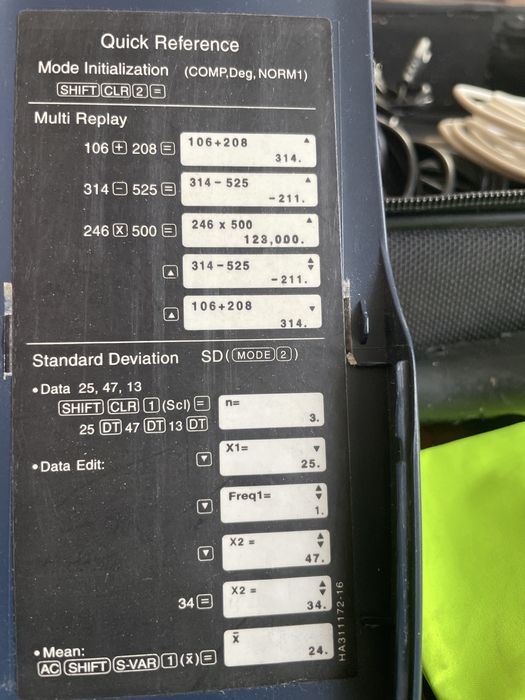 Quick Reference
Mode Initialization (COMP,Deg, NORM1)
SHIFT CLR 2 =
Multi Replay
106 + 208 = 106+208 ▲
314.
314 − 525 = 314-525 ▲
-211.
246 x 500 = 246 x 500 ▲
123,000.
▲ 314-525 ▲▼
-211.
▲ 106+208 ▼
314.
Standard Deviation SD(MODE 2)
•Data 25, 47, 13
SHIFT CLR 1 (Scl) = n=
3.
25 DT 47 DT 13 DT
•Data Edit: ▼ X1= ▼
25.
▼ Freq1= ▲▼
1.
▼ X2 = ▲▼
47.
34 = X2 = ▲▼
34.
•Mean: x̄
24.
AC SHIFT S-VAR 1 (x̄) =
HA311172-16